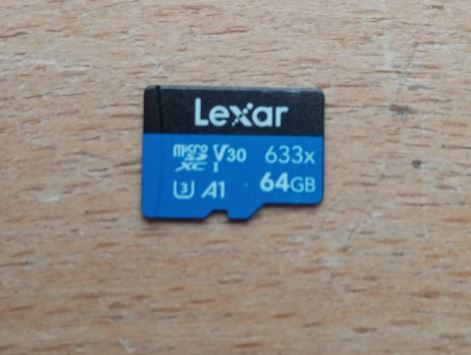 Lexar
micro SD XC I V30 633x
U3 A1 64GB